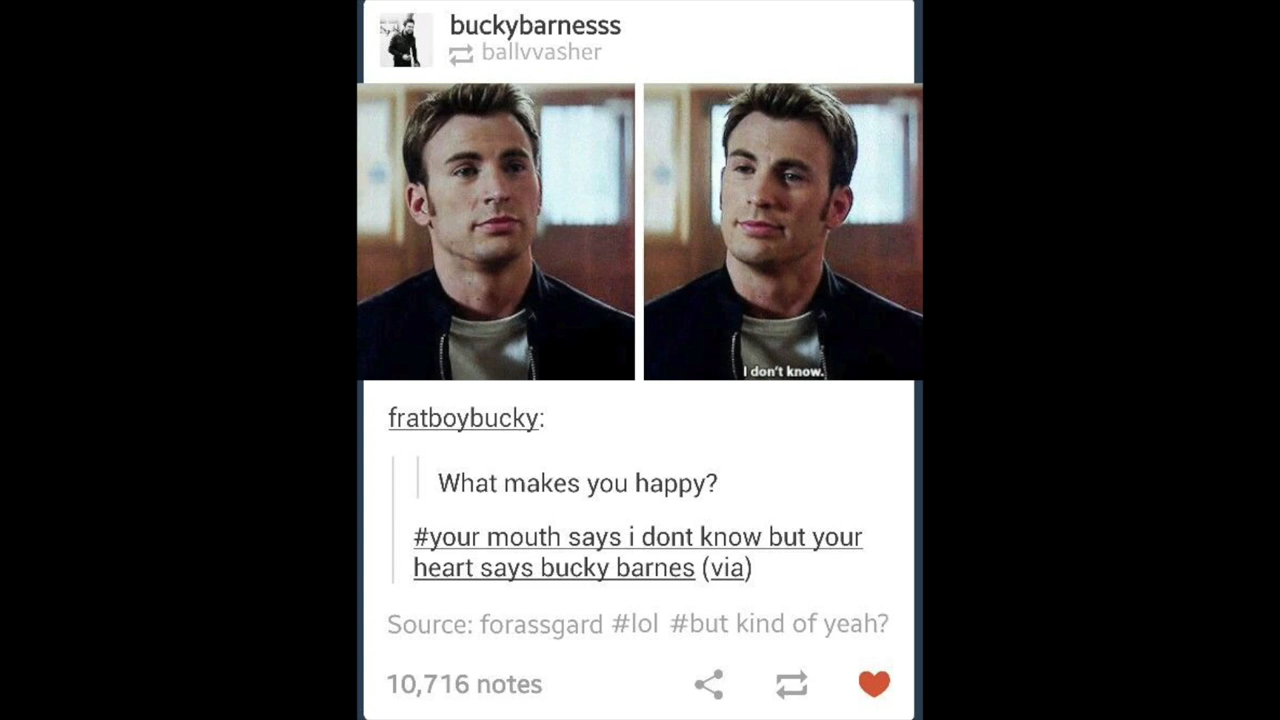 buckybarnesss
ballvvasher
I don't know.
fratboybucky:
What makes you happy?
#your mouth says i dont know but your
heart says bucky barnes (via)
Source: forassgard #lol #but kind of yeah?
10,716 notes